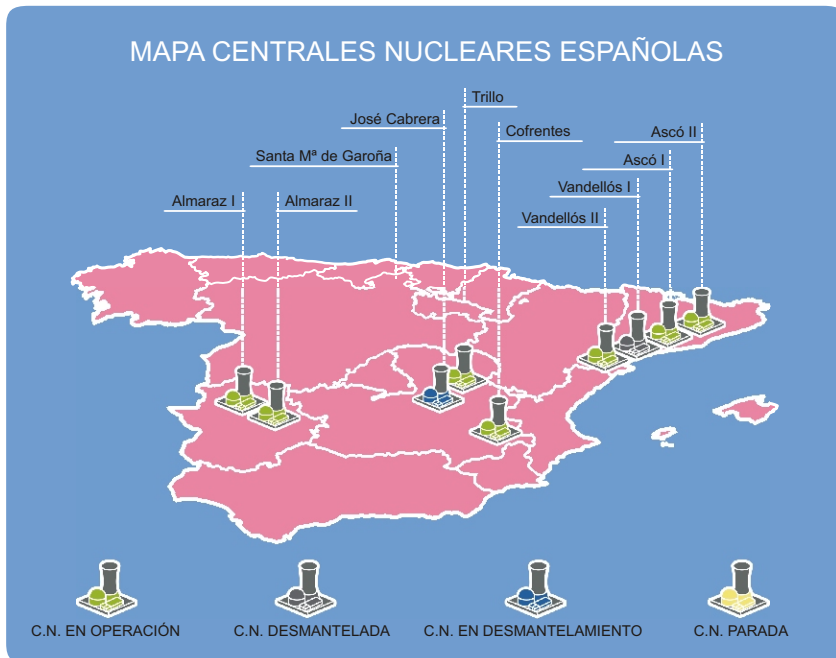 MAPA CENTRALES NUCLEARES ESPAÑOLAS
Trillo
José Cabrera
Cofrentes
Ascó II
Santa Mª de Garoña
Ascó I
Almaraz I
Almaraz II
Vandellós I
Vandellós II
C.N. EN OPERACIÓN
C.N. DESMANTELADA
C.N. EN DESMANTELAMIENTO
C.N. PARADA